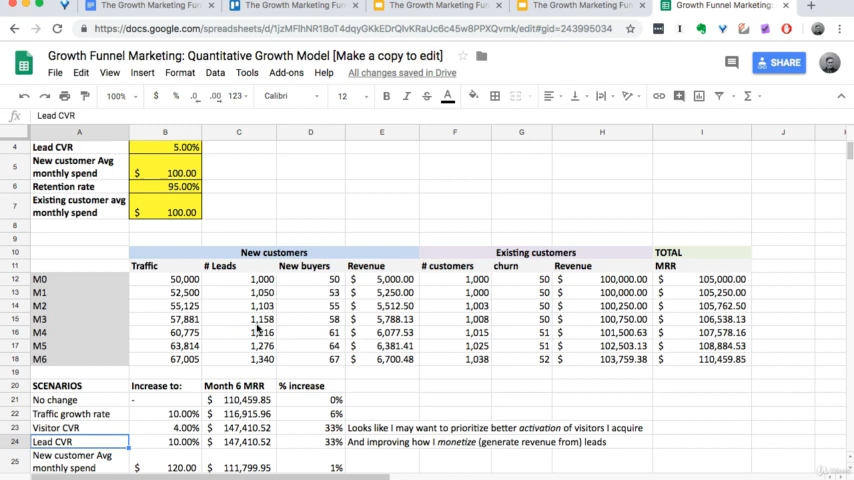 The Growth Marketing Fun
The Growth Marketing Fun
The Growth Marketing Fun
The Growth Marketing Fun
Growth Funnel Marketing:
Growth Funnel Marketing: Quantitative Growth Model [Make a copy to edit]
File Edit View Insert Format Data Tools Add-ons Help All changes saved in Drive
SHARE
100% $ % .0 .00 123 Calibri 12 B I S A
fx Lead CVR
A B C D E F G H I J
4 Lead CVR 5.00%
5 New customer Avg monthly spend $ 100.00
6 Retention rate 95.00%
7 Existing customer avg monthly spend $ 100.00
8
9
10 New customers Existing customers TOTAL
11 Traffic # Leads New buyers Revenue # customers churn Revenue MRR
12 M0 50,000 1,000 50 $ 5,000.00 1,000 50 $ 100,000.00 $ 105,000.00
13 M1 52,500 1,050 53 $ 5,250.00 1,000 50 $ 100,000.00 $ 105,250.00
14 M2 55,125 1,103 55 $ 5,512.50 1,003 50 $ 100,250.00 $ 105,762.50
15 M3 57,881 1,158 58 $ 5,788.13 1,008 50 $ 100,750.00 $ 106,538.13
16 M4 60,775 1,216 61 $ 6,077.53 1,015 51 $ 101,500.63 $ 107,578.16
17 M5 63,814 1,276 64 $ 6,381.41 1,025 51 $ 102,503.13 $ 108,884.53
18 M6 67,005 1,340 67 $ 6,700.48 1,038 52 $ 103,759.38 $ 110,459.85
19
20 SCENARIOS Increase to: Month 6 MRR % increase
21 No change - $ 110,459.85 0%
22 Traffic growth rate 10.00% $ 116,915.96 6%
23 Visitor CVR 4.00% $ 147,410.52 33% Looks like I may want to prioritize better activation of visitors I acquire
24 Lead CVR 10.00% $ 147,410.52 33% And improving how I monetize (generate revenue from) leads
25 New customer Avg monthly spend $ 120.00 $ 111,799.95 1%